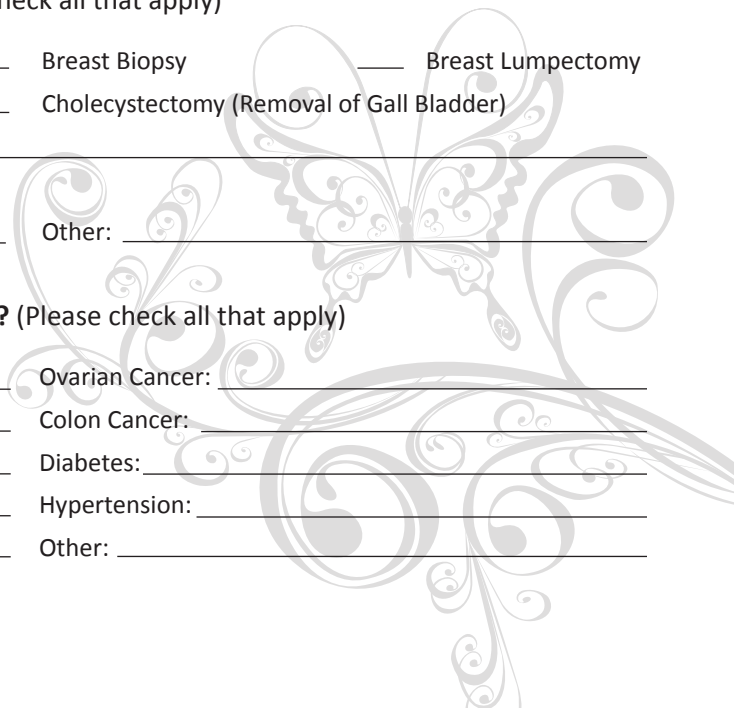 heck all that apply)
Breast Biopsy ____ Breast Lumpectomy
Cholecystectomy (Removal of Gall Bladder)
Other:
? (Please check all that apply)
Ovarian Cancer:
Colon Cancer:
Diabetes:
Hypertension:
Other: